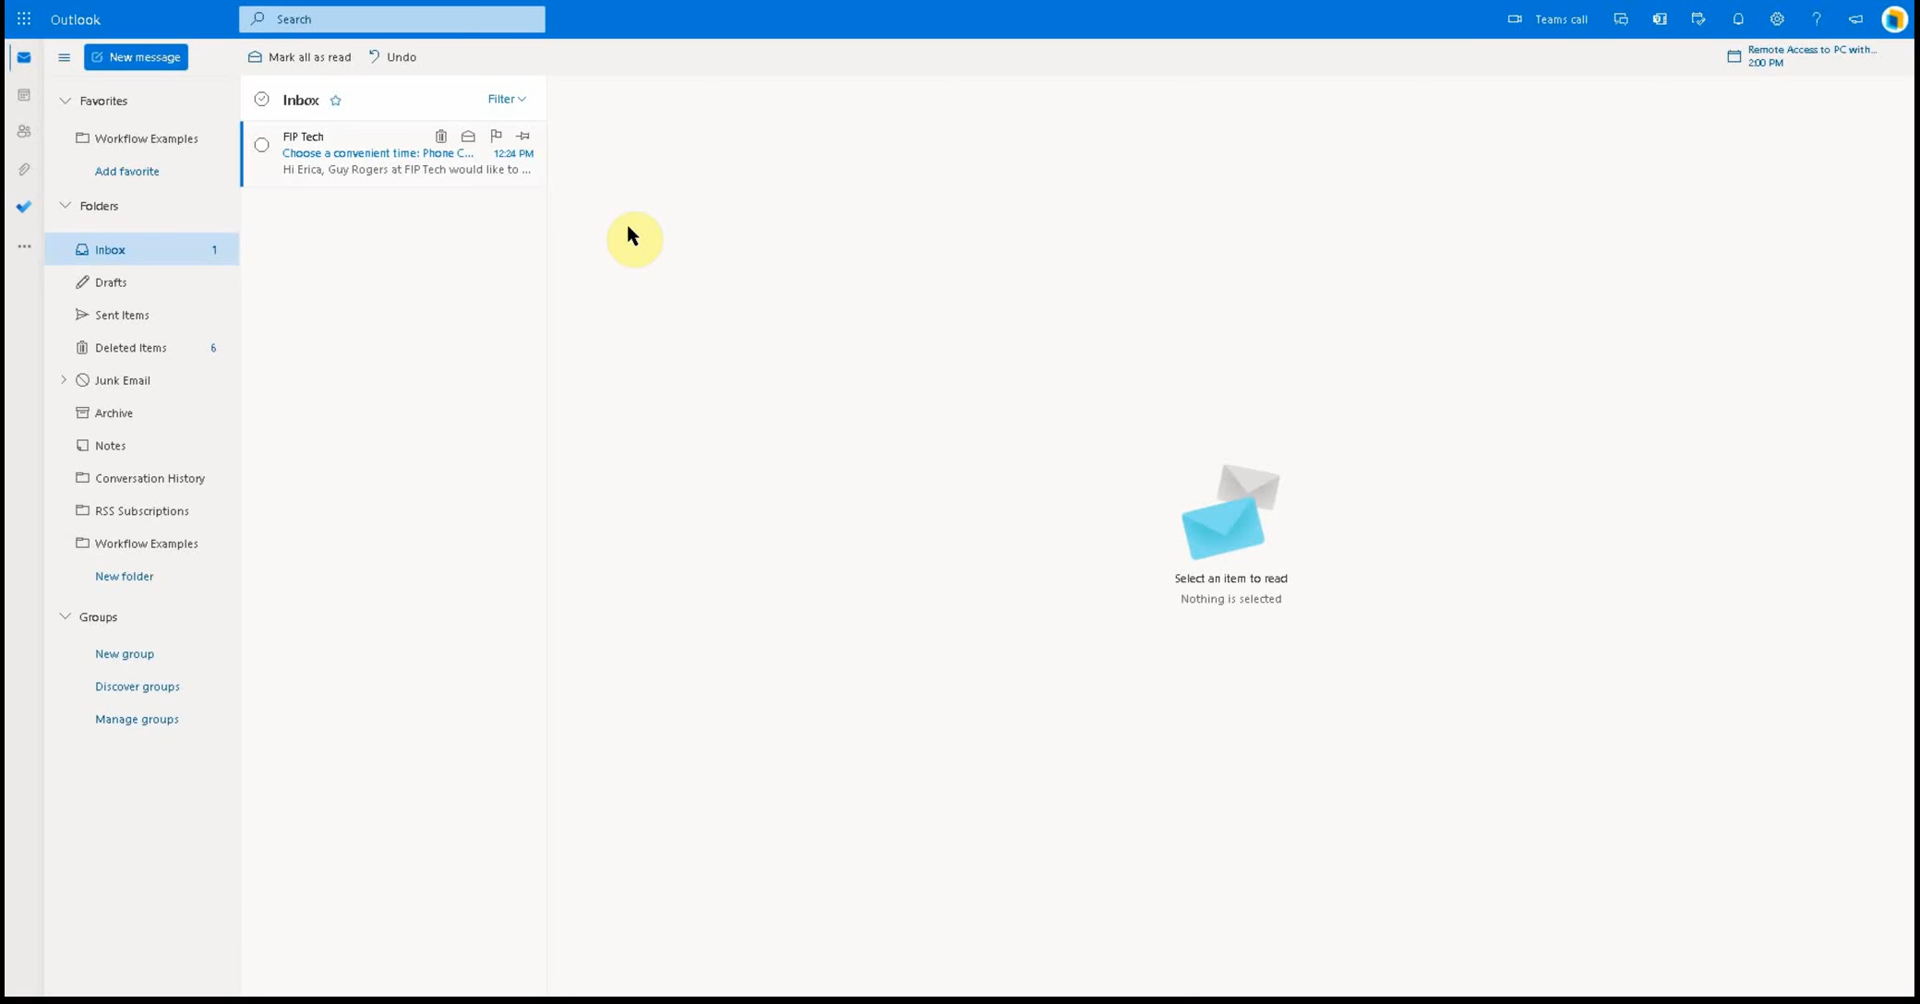 Outlook
Search
Teams call
New message
Mark all as read
Undo
Remote Access to PC with...
2:00 PM
Favorites
Workflow Examples
Add favorite
Folders
Inbox 1
Drafts
Sent Items
Deleted Items 6
Junk Email
Archive
Notes
Conversation History
RSS Subscriptions
Workflow Examples
New folder
Groups
New group
Discover groups
Manage groups
Inbox
Filter
FIP Tech
Choose a convenient time: Phone C... 12:24 PM
Hi Erica, Guy Rogers at FIP Tech would like to ...
Select an item to read
Nothing is selected